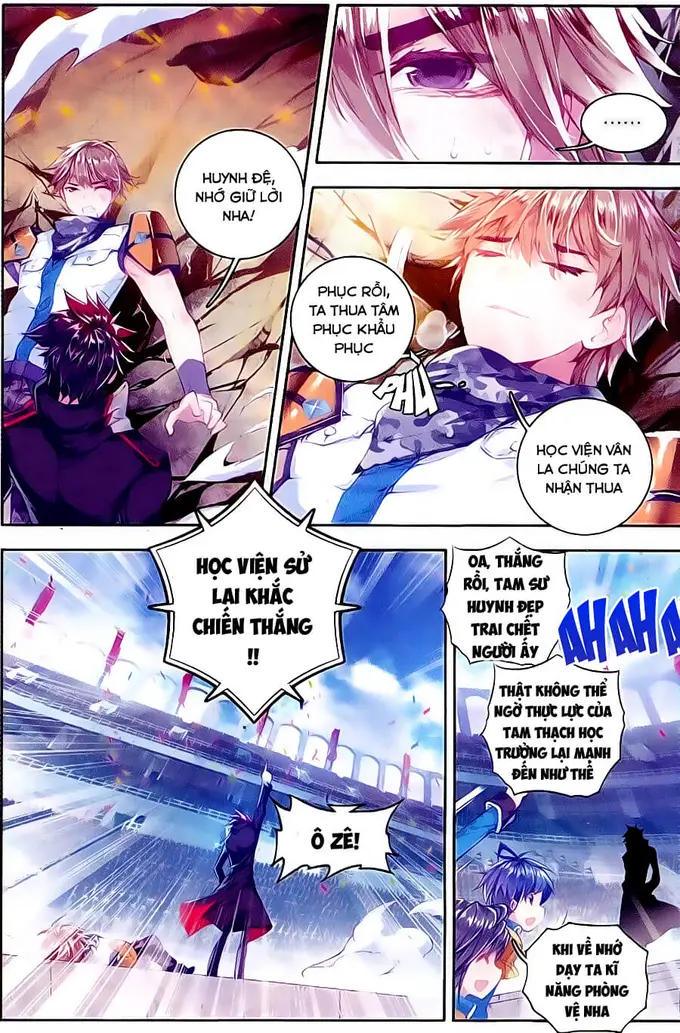 ......
HUYNH ĐỆ,
NHỚ GIỮ LỜI
NHA!
PHỤC RỒI,
TA THUA TÂM
PHỤC KHẨU
PHỤC
PHÙ
HỌC VIỆN VÂN
LA CHÚNG TA
NHẬN THUA
HỌC VIỆN SỬ
LAI KHẮC
CHIẾN THẮNG
!!
OA, THẮNG
RỒI, TAM SƯ
HUYNH ĐẸP
TRAI CHẾT
NGƯỜI ẤY
AH AH A
THẬT KHÔNG THỂ
NGỜ THỰC LỰC CỦA
TAM THẠCH HỌC
TRƯỞNG LẠI MẠNH
ĐẾN NHƯ THẾ
Ô ZÊ!
KHI VỀ NHỚ
DẠY TA KĨ
NĂNG PHÒNG
VỆ NHA